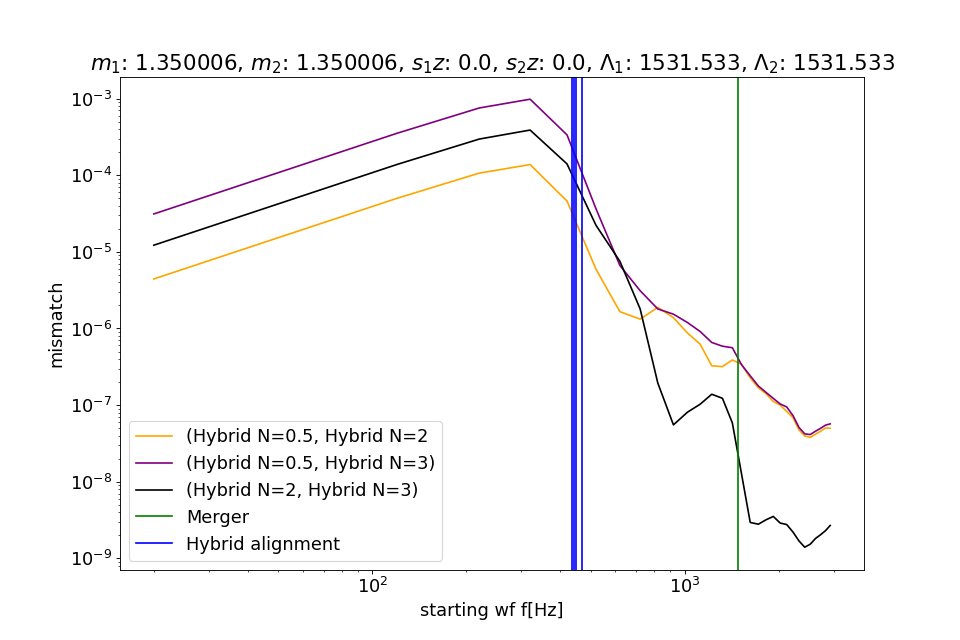 m₁: 1.350006, m₂: 1.350006, s₁z: 0.0, s₂z: 0.0, Λ₁: 1531.533, Λ₂: 1531.533
10⁻³
10⁻⁴
10⁻⁵
10⁻⁶
10⁻⁷
10⁻⁸
10⁻⁹
mismatch
(Hybrid N=0.5, Hybrid N=2
(Hybrid N=0.5, Hybrid N=3)
(Hybrid N=2, Hybrid N=3)
Merger
Hybrid alignment
10² 10³
starting wf f[Hz]